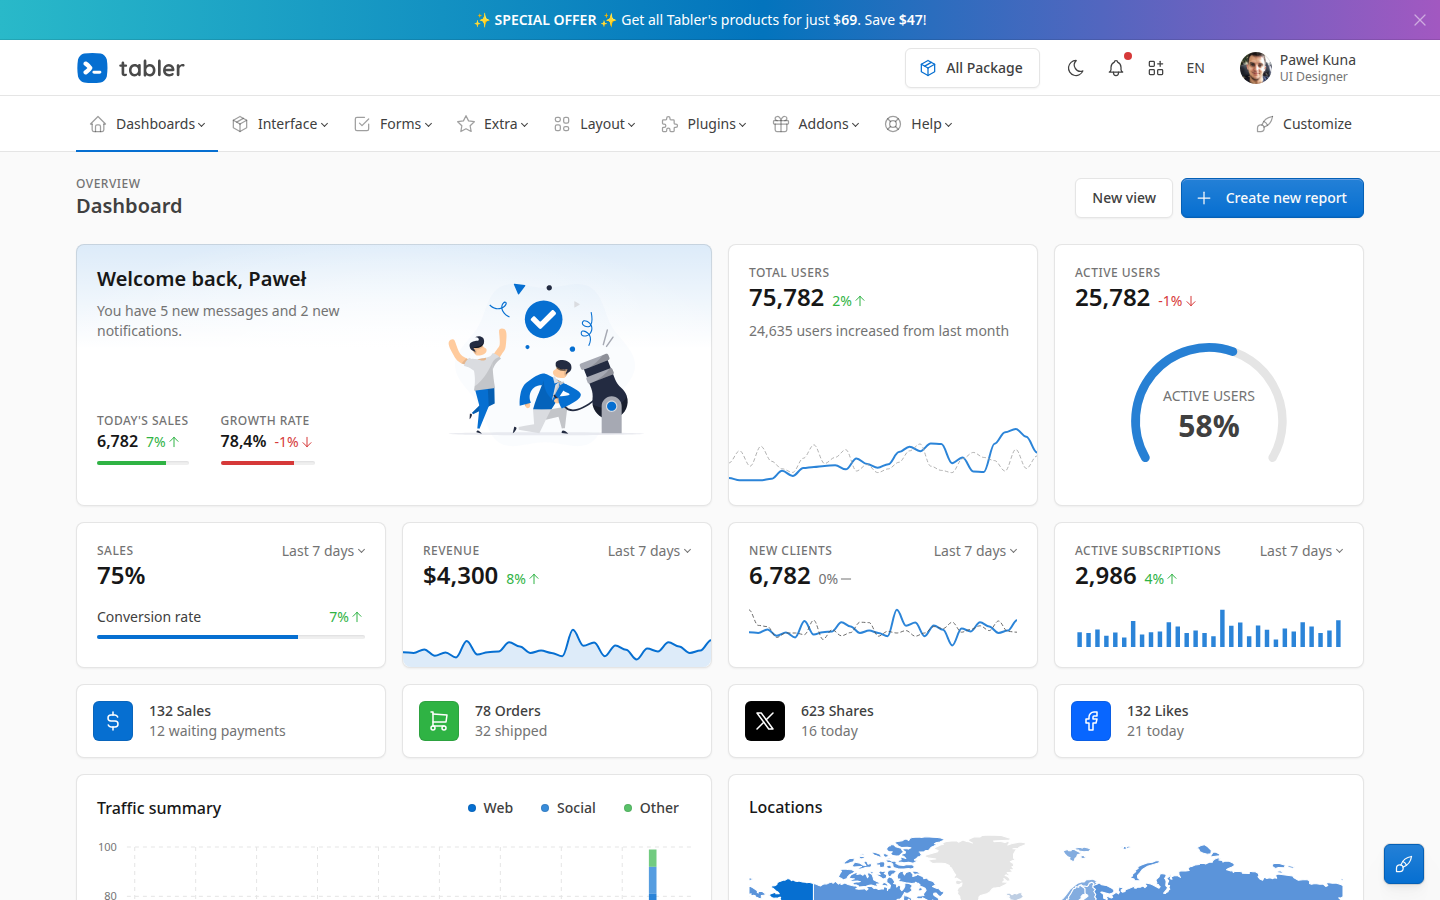 ✨ SPECIAL OFFER ✨ Get all Tabler's products for just $69. Save $47!
tabler
All Package
EN
Paweł Kuna
UI Designer
Dashboards
Interface
Forms
Extra
Layout
Plugins
Addons
Help
Customize
OVERVIEW
Dashboard
New view
Create new report
Welcome back, Paweł
You have 5 new messages and 2 new
notifications.
TODAY'S SALES
6,782 7%
GROWTH RATE
78,4% -1%
TOTAL USERS
75,782 2%
24,635 users increased from last month
ACTIVE USERS
25,782 -1%
ACTIVE USERS
58%
SALES
Last 7 days
75%
Conversion rate
7%
REVENUE
Last 7 days
$4,300 8%
NEW CLIENTS
Last 7 days
6,782 0%
ACTIVE SUBSCRIPTIONS
Last 7 days
2,986 4%
132 Sales
12 waiting payments
78 Orders
32 shipped
623 Shares
16 today
132 Likes
21 today
Traffic summary
Web
Social
Other
100
80
Locations